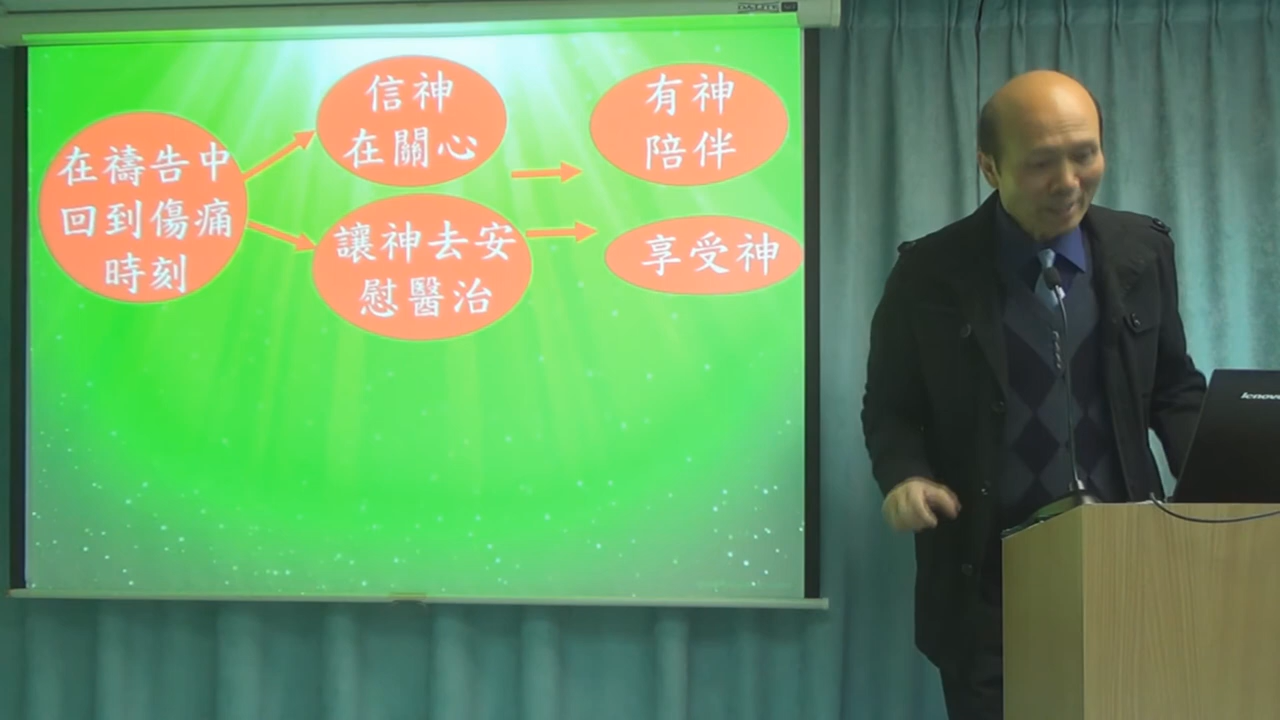 在禱告中
回到傷痛
時刻
信神
在關心
讓神去安
慰醫治
有神
陪伴
享受神
lenovo